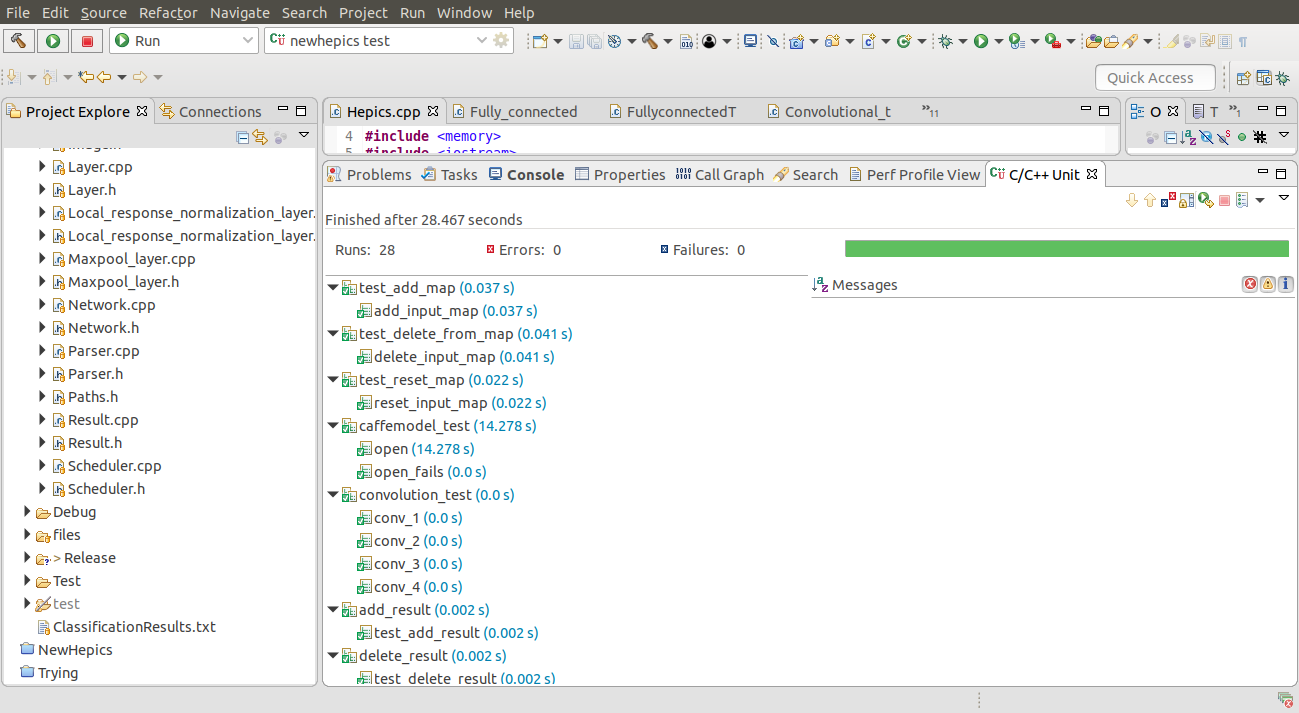 File Edit Source Refactor Navigate Search Project Run Window Help
Run newhepics test
Quick Access
Project Explore Connections
Layer.cpp
Layer.h
Local_response_normalization_layer.
Local_response_normalization_layer.
Maxpool_layer.cpp
Maxpool_layer.h
Network.cpp
Network.h
Parser.cpp
Parser.h
Paths.h
Result.cpp
Result.h
Scheduler.cpp
Scheduler.h
Debug
files
> Release
Test
test
ClassificationResults.txt
NewHepics
Trying
Hepics.cpp Fully_connected FullyconnectedT Convolutional_t »11
4 #include <memory>
5 #include <iostream>
O T »1
Problems Tasks Console Properties Call Graph Search Perf Profile View C/C++ Unit
Finished after 28.467 seconds
Runs: 28 Errors: 0 Failures: 0
test_add_map (0.037 s)
add_input_map (0.037 s)
test_delete_from_map (0.041 s)
delete_input_map (0.041 s)
test_reset_map (0.022 s)
reset_input_map (0.022 s)
caffemodel_test (14.278 s)
open (14.278 s)
open_fails (0.0 s)
convolution_test (0.0 s)
conv_1 (0.0 s)
conv_2 (0.0 s)
conv_3 (0.0 s)
conv_4 (0.0 s)
add_result (0.002 s)
test_add_result (0.002 s)
delete_result (0.002 s)
test_delete_result (0.002 s)
Messages